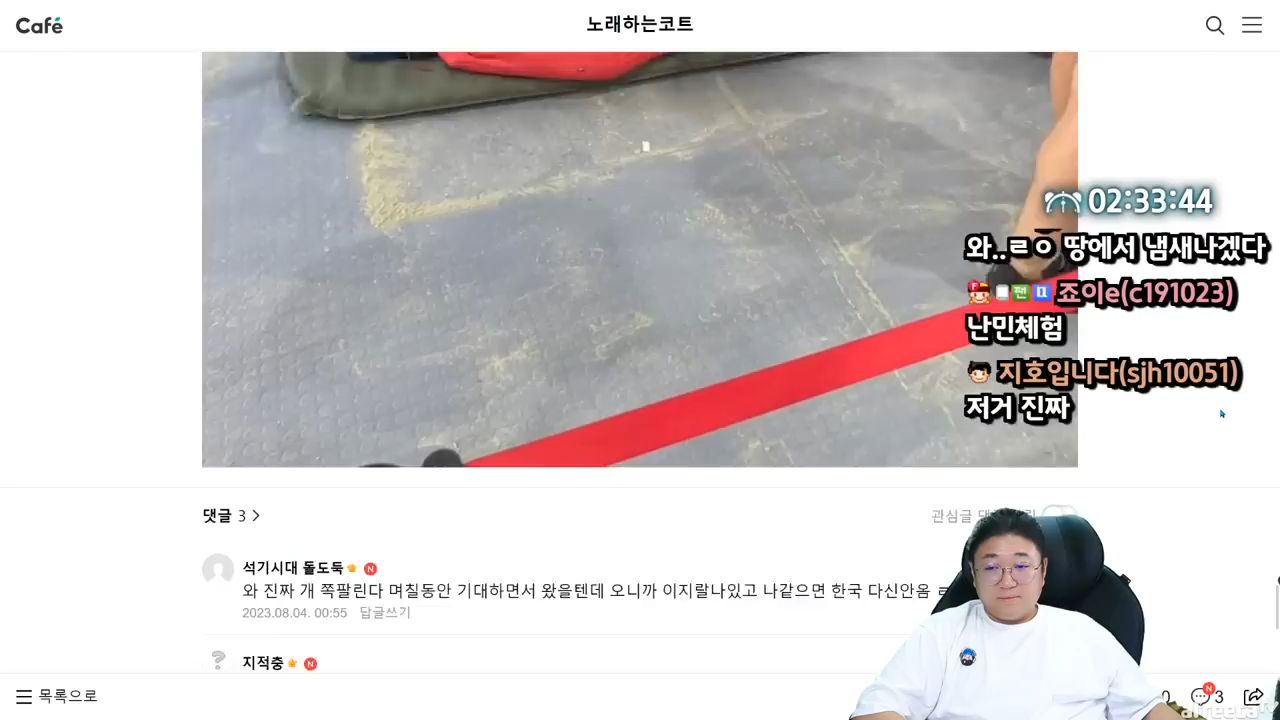 Café
노래하는코트
02:33:44
와..ㄹㅇ 땅에서 냄새나겠다
F 팬 죠이e(c191023)
난민체험
지호입니다(sjh10051)
저거 진짜
댓글 3
관심글 댓
석기시대 돌도둑 N
와 진짜 개 쪽팔린다 며칠동안 기대하면서 왔을텐데 오니까 이지랄나있고 나같으면 한국 다신안옴
2023.08.04. 00:55 답글쓰기
지적충 N
목록으로
0 N 3
afreecaTV